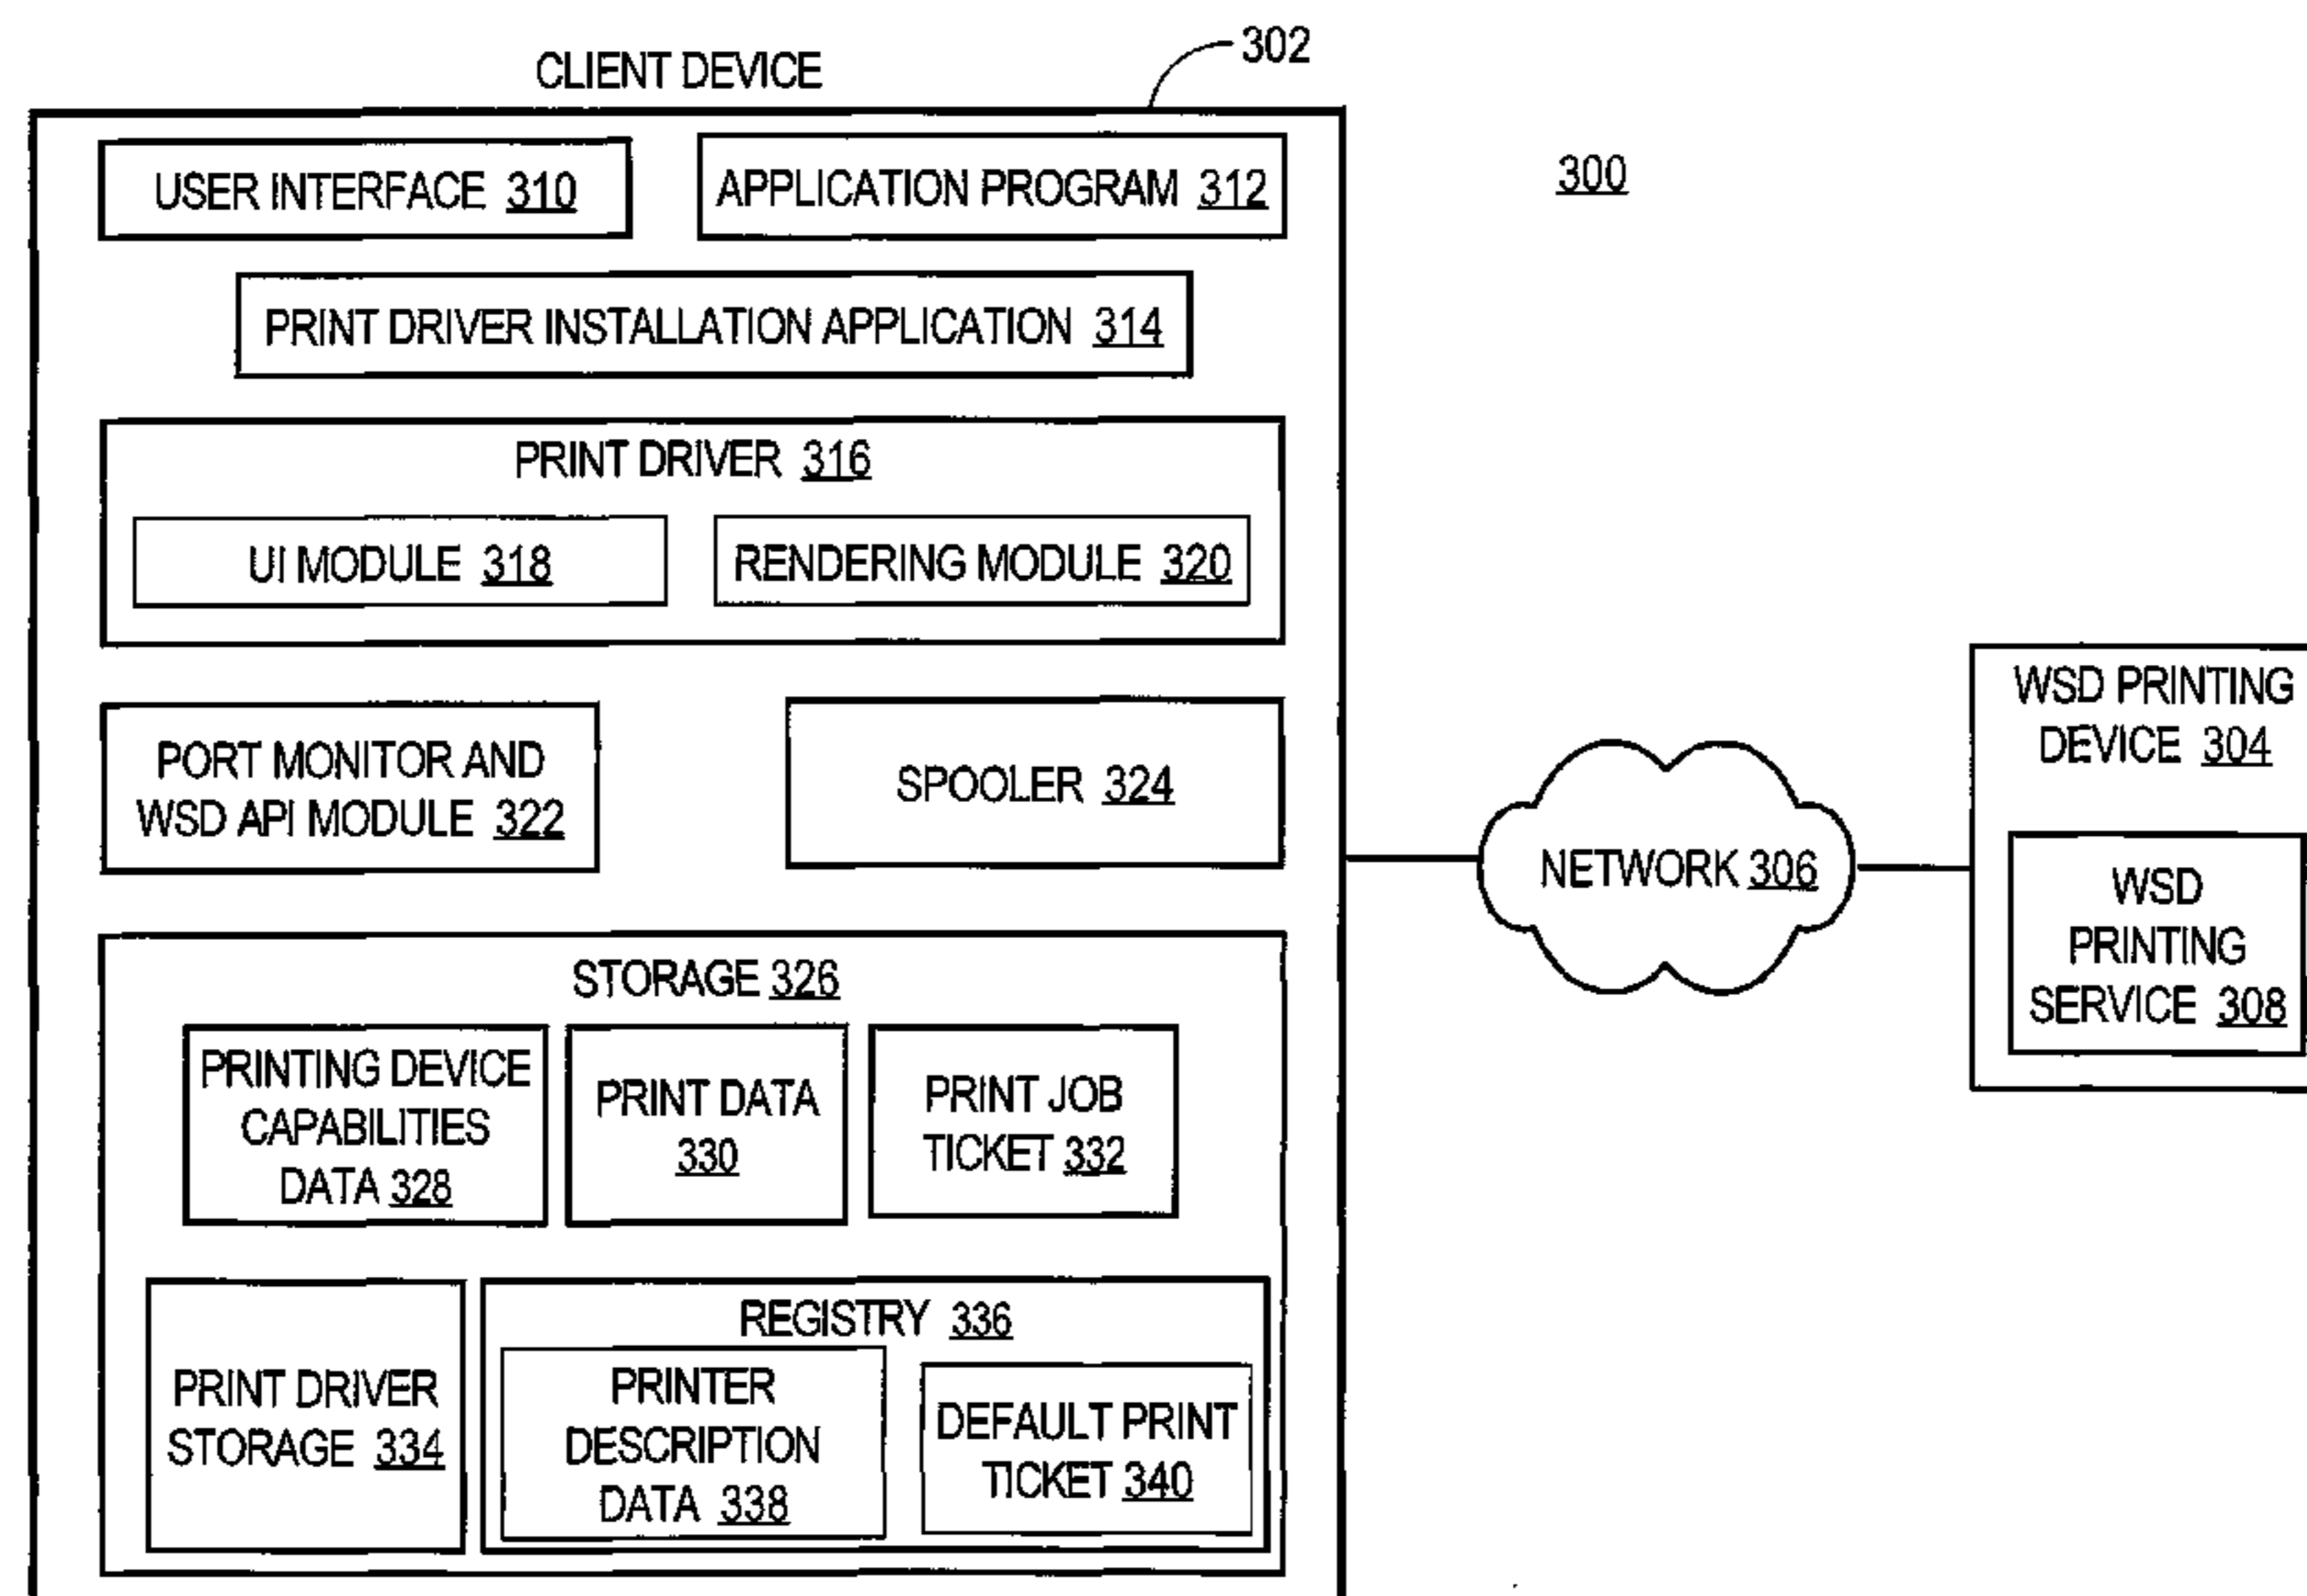 302
CLIENT DEVICE
USER INTERFACE 310
APPLICATION PROGRAM 312
300
PRINT DRIVER INSTALLATION APPLICATION 314
PRINT DRIVER 316
UI MODULE 318
RENDERING MODULE 320
PORT MONITOR AND
WSD API MODULE 322
SPOOLER 324
NETWORK 306
WSD PRINTING
DEVICE 304
WSD
PRINTING
SERVICE 308
STORAGE 326
PRINTING DEVICE
CAPABILITIES
DATA 328
PRINT DATA
330
PRINT JOB
TICKET 332
PRINT DRIVER
STORAGE 334
REGISTRY 336
PRINTER
DESCRIPTION
DATA 338
DEFAULT PRINT
TICKET 340